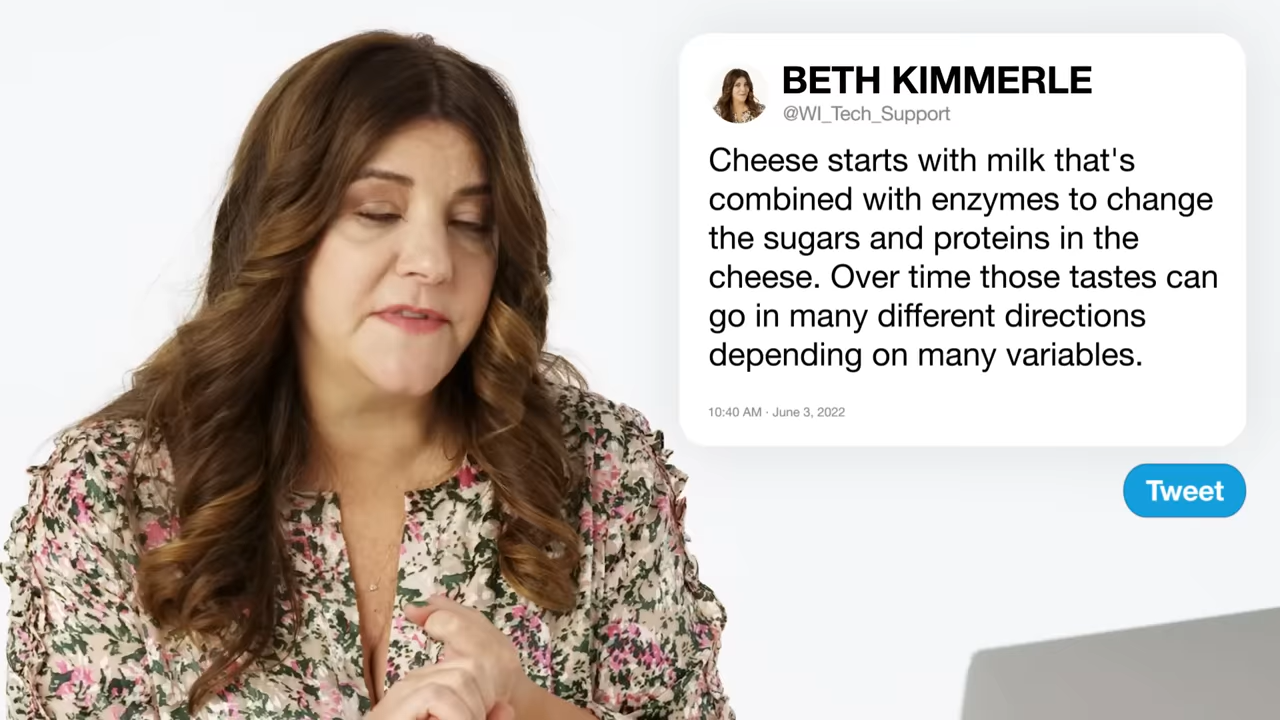 BETH KIMMERLE
@WI_Tech_Support
Cheese starts with milk that's
combined with enzymes to change
the sugars and proteins in the
cheese. Over time those tastes can
go in many different directions
depending on many variables.
10:40 AM · June 3, 2022
Tweet